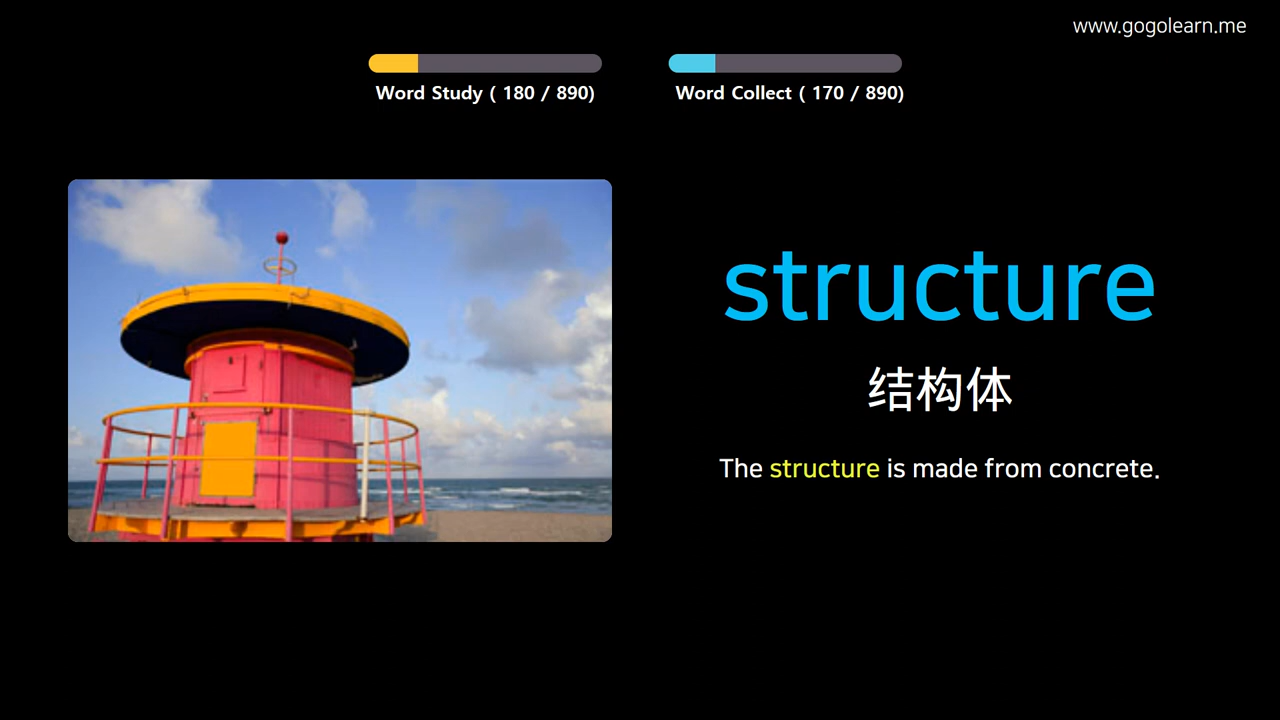 www.gogolearn.me
Word Study ( 180 / 890)
Word Collect ( 170 / 890)
structure
结构体
The structure is made from concrete.